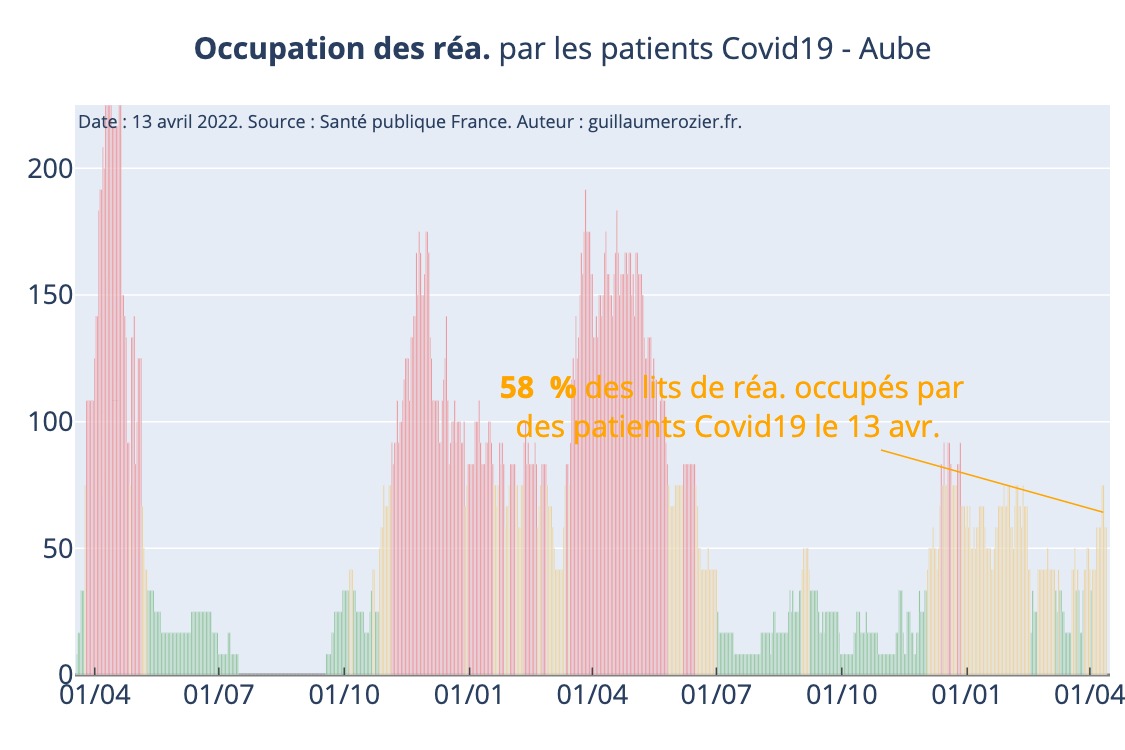 Occupation des réa. par les patients Covid19 - Aube
Date : 13 avril 2022. Source : Santé publique France. Auteur : guillaumerozier.fr.
200
150
100
50
0
58 % des lits de réa. occupés par
des patients Covid19 le 13 avr.
01/04 01/07 01/10 01/01 01/04 01/07 01/10 01/01 01/04